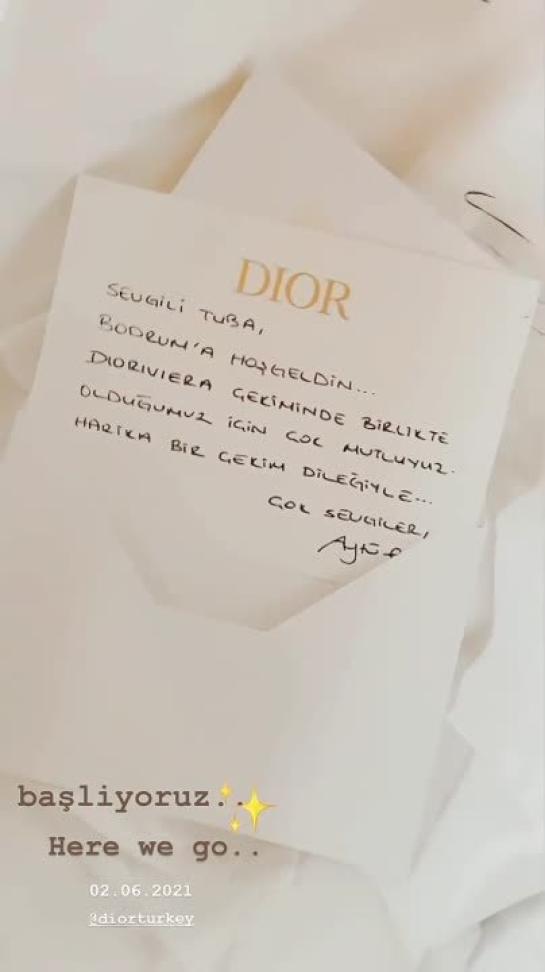 DIOR
SEVGİLİ TUBA,
BODRUM'A HOŞGELDİN...
DIORIVIERA ÇEKİMİNDE BİRLİKTE
OLDUĞUMUZ İÇİN ÇOK MUTLUYUZ.
HARİKA BİR ÇEKİM DİLEĞİYLE...
ÇOK SEVGİLER,
başliyoruz..
Here we go..
02.06.2021
@diorturkey